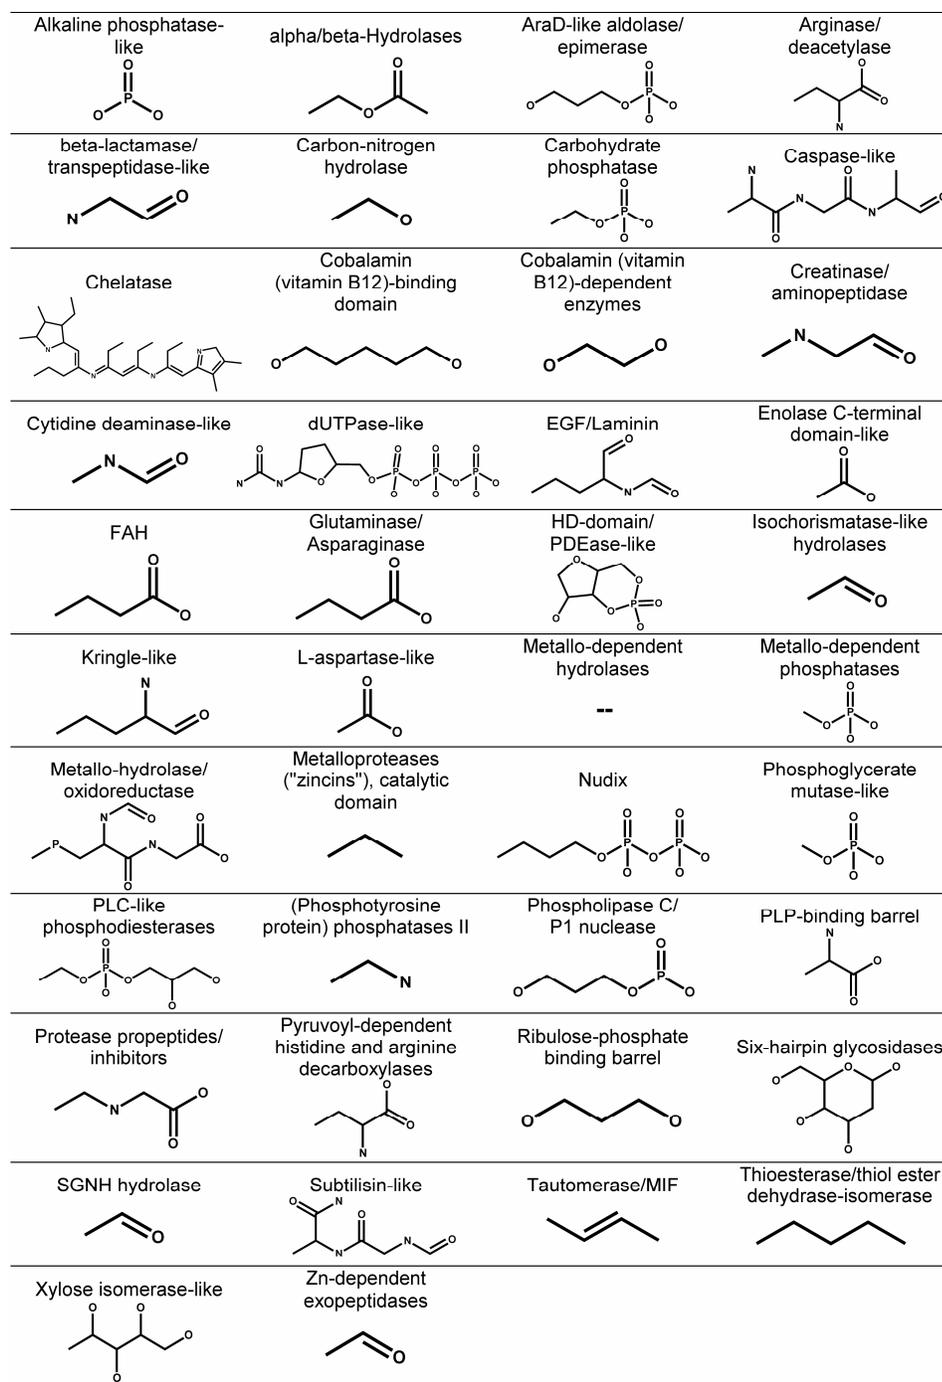 Alkaline phosphatase-
like
alpha/beta-Hydrolases
AraD-like aldolase/
epimerase
Arginase/
deacetylase
beta-lactamase/
transpeptidase-like
Carbon-nitrogen
hydrolase
Carbohydrate
phosphatase
Caspase-like
Chelatase
Cobalamin
(vitamin B12)-binding
domain
Cobalamin (vitamin
B12)-dependent
enzymes
Creatinase/
aminopeptidase
Cytidine deaminase-like
dUTPase-like
EGF/Laminin
Enolase C-terminal
domain-like
FAH
Glutaminase/
Asparaginase
HD-domain/
PDEase-like
Isochorismatase-like
hydrolases
Kringle-like
L-aspartase-like
Metallo-dependent
hydrolases
--
Metallo-dependent
phosphatases
Metallo-hydrolase/
oxidoreductase
Metalloproteases
("zincins"), catalytic
domain
Nudix
Phosphoglycerate
mutase-like
PLC-like
phosphodiesterases
(Phosphotyrosine
protein) phosphatases II
Phospholipase C/
P1 nuclease
PLP-binding barrel
Protease propeptides/
inhibitors
Pyruvoyl-dependent
histidine and arginine
decarboxylases
Ribulose-phosphate
binding barrel
Six-hairpin glycosidases
SGNH hydrolase
Subtilisin-like
Tautomerase/MIF
Thioesterase/thiol ester
dehydrase-isomerase
Xylose isomerase-like
Zn-dependent
exopeptidases